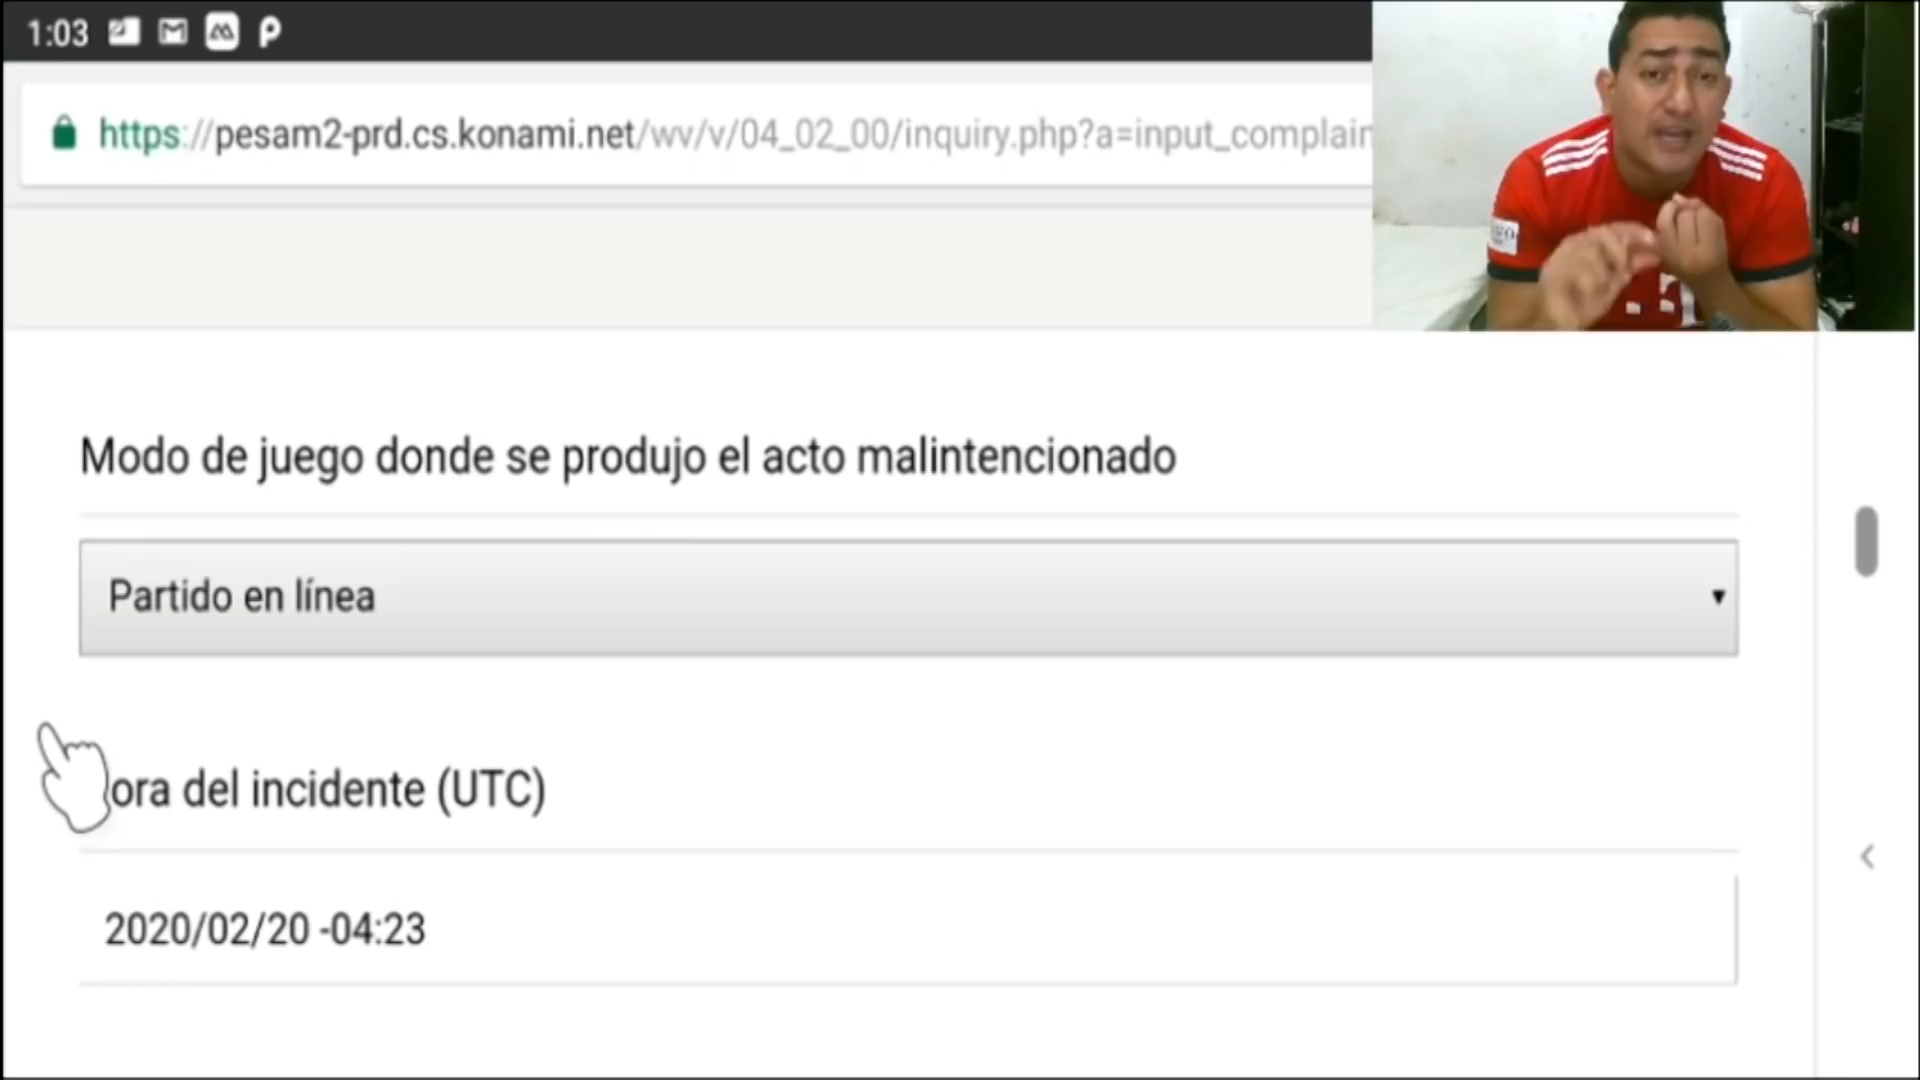 1:03
https://pesam2-prd.cs.konami.net/wv/v/04_02_00/inquiry.php?a=input_complain
Modo de juego donde se produjo el acto malintencionado
Partido en línea
ora del incidente (UTC)
2020/02/20 -04:23